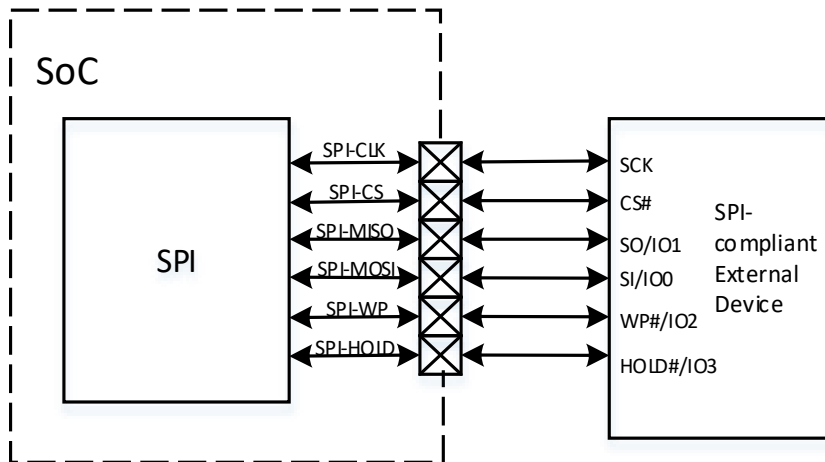 SoC
SPI
SPI-CLK
SPI-CS
SPI-MISO
SPI-MOSI
SPI-WP
SPI-HOLD
SCK
CS#
SO/IO1
SI/IO0
WP#/IO2
HOLD#/IO3
SPI-
compliant
External
Device